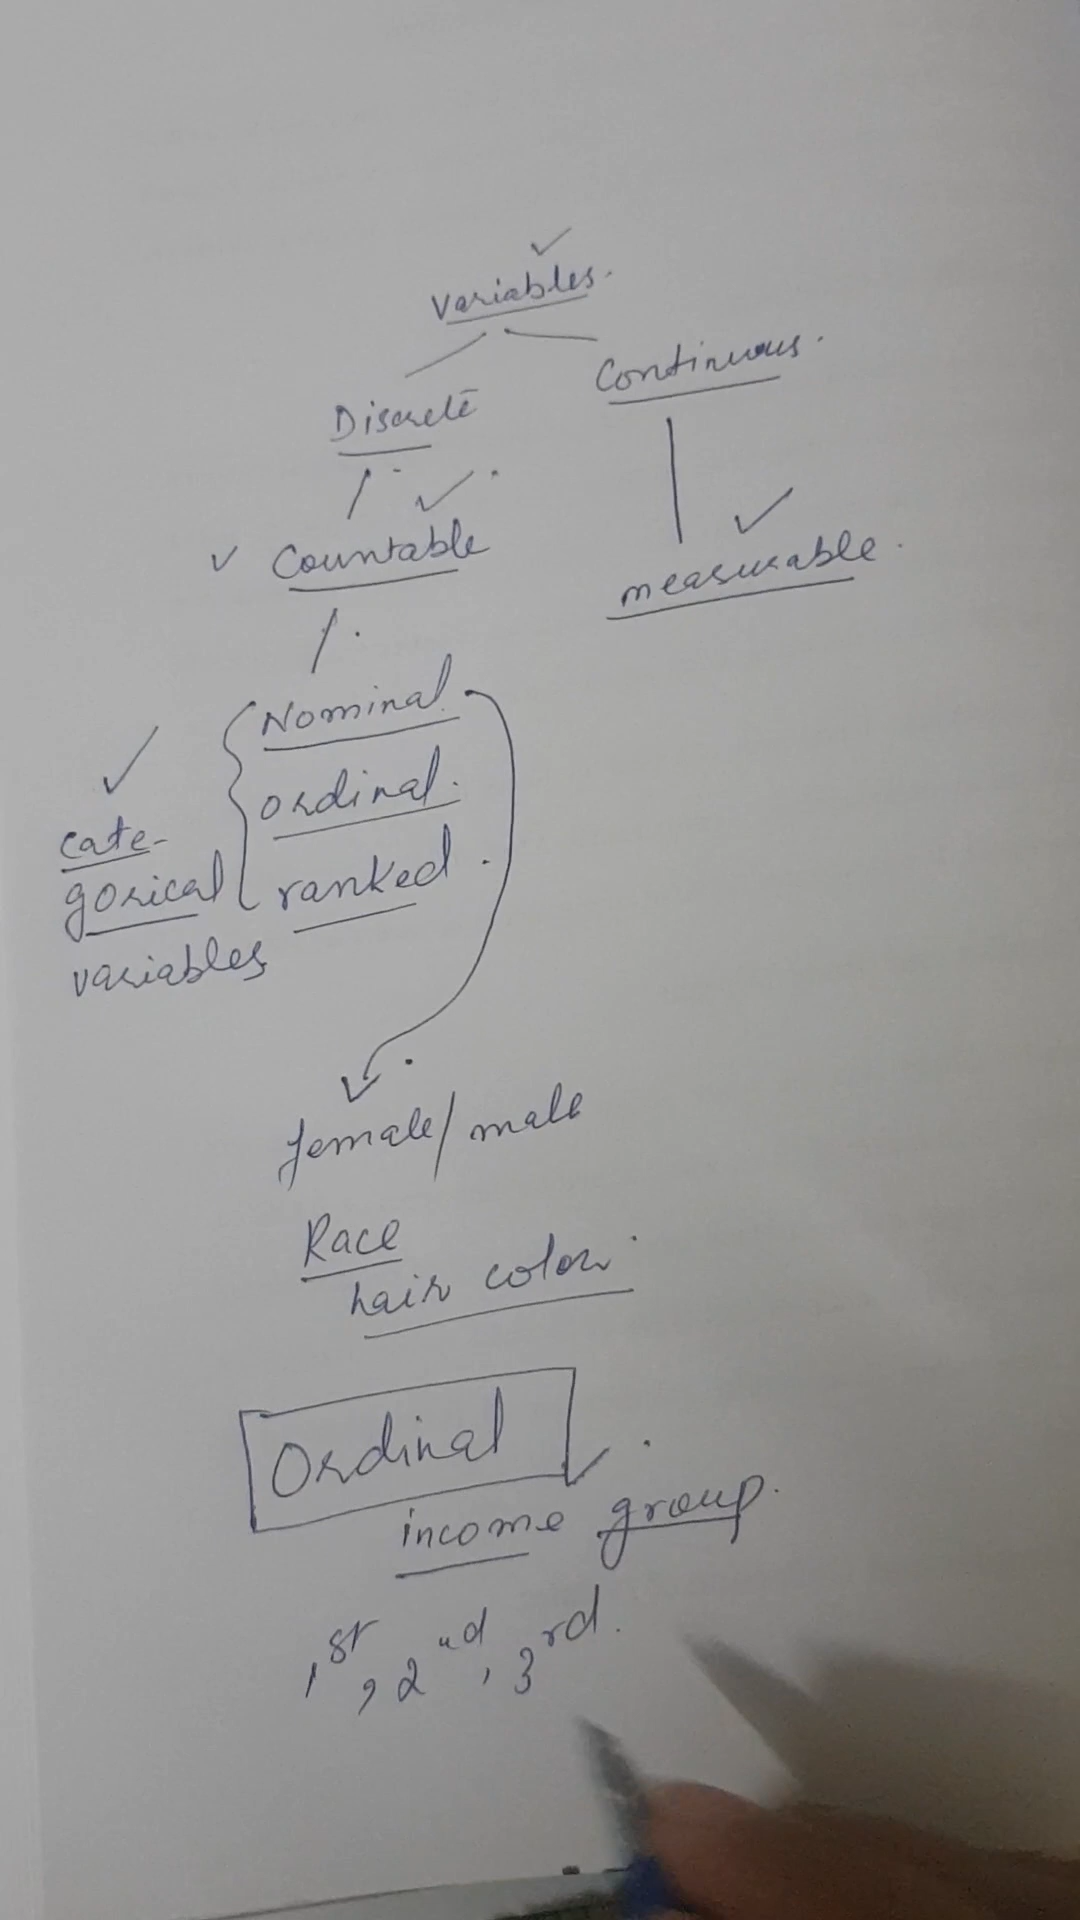 Variables.
Discrete
Continuous.
Countable
measurable.
Nominal
ordinal.
ranked.
cate-
gorical
variables
female/male
Race
hair color.
Ordinal
income group.
1st, 2nd, 3rd.